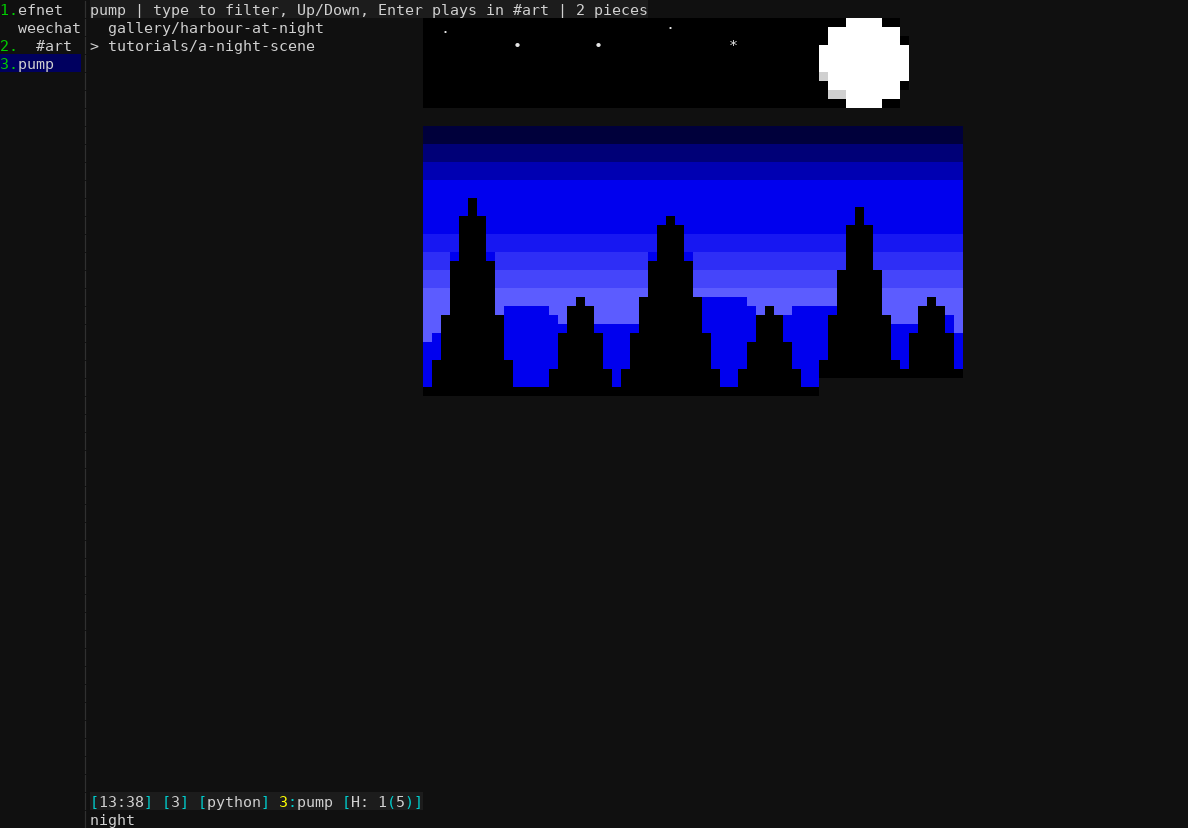 1.efnet
weechat
2. #art
3.pump
pump | type to filter, Up/Down, Enter plays in #art | 2 pieces
gallery/harbour-at-night
> tutorials/a-night-scene
[13:38] [3] [python] 3:pump [H: 1(5)]
night